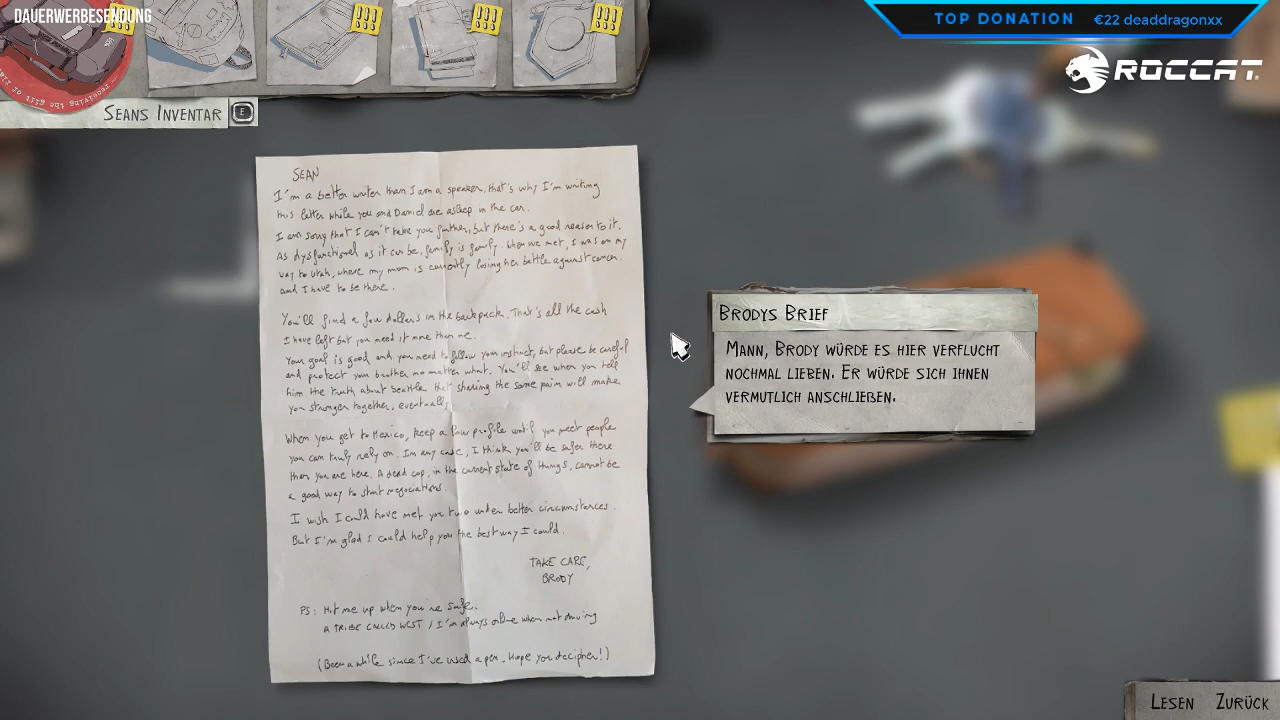 DAUERWERBESENDUNG
TOP DONATION €22 deaddragonxx
ROCCAT.
SEANS INVENTAR E
SEAN
I'm a better writer than I am a speaker, that's why I'm writing
this letter while you and Daniel are asleep in the car.
I am sorry that I can't take you further, but there's a good reason to it.
As dysfunctional as it can be, family is family. When we met, I was on my
way to Utah, where my mom is currently losing her battle against cancer.
and I have to be there.
You'll find a few dollars in the backpack. That's all the cash
I have left but you need it more than me.
Your goal is good and you need to follow your instinct, but please be careful
and protect your brother no matter what. You'll see when you tell
him the truth about Seattle that sharing the same pain will make
you stronger together, eventually.
When you get to Mexico, keep a low profile until you meet people
you can truly rely on. In any case, I think you'll be safer there
than you are here. A dead cop, in the current state of things, cannot be
a good way to start negociations.
I wish I could have met you two under better circumstances.
But I'm glad I could help you the best way I could.
TAKE CARE,
BRODY
PS: Hit me up when you're safe.
A TRIBE CALLED WEST / I'm always online when not driving
(Been a while since I've used a pen. Hope you decipher!)
BRODYS BRIEF
MANN, BRODY WÜRDE ES HIER VERFLUCHT
NOCHMAL LIEBEN. ER WÜRDE SICH IHNEN
VERMUTLICH ANSCHLIEßEN.
LESEN ZURÜCK